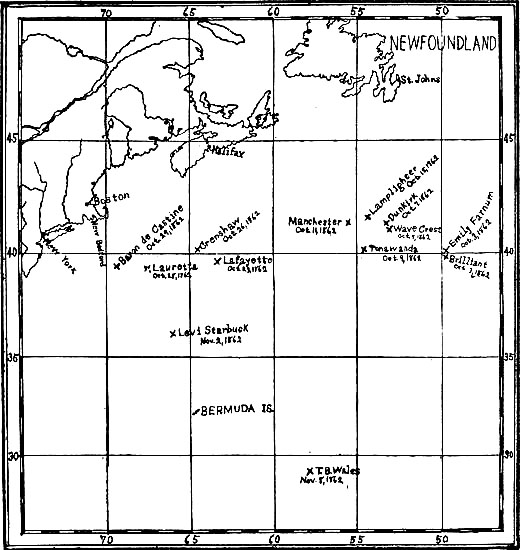 70 65 60 55 50
NEWFOUNDLAND
St. Johns
45
45
Halifax
Boston
New Bedford
New York
Baron de Castine
Oct. 29, 1862
Lauretta
Oct. 28, 1862
Crenshaw
Oct. 26, 1862
Lafayette
Oct. 23, 1862
Manchester
Oct. 11, 1862
Lamplighter
Oct. 15, 1862
Dunkirk
Oct. 7, 1862
Wave Crest
Oct. 7, 1862
Tonawanda
Oct. 9, 1862
Emily Farnum
Oct. 3, 1862
Brilliant
Oct. 3, 1862
40
40
Levi Starbuck
Nov. 2, 1862
35
35
BERMUDA IS.
30
30
T.B. Wales
Nov. 8, 1862
70 65 60 55 50